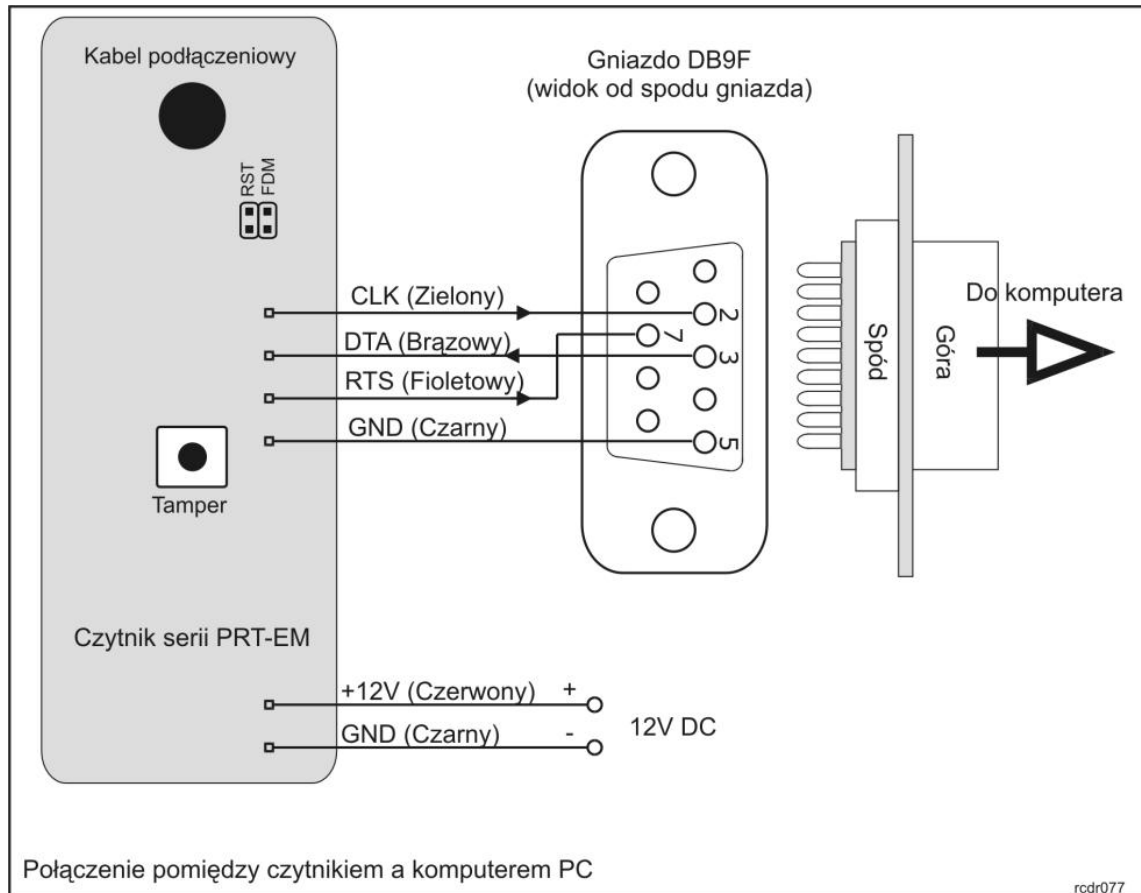 Kabel podłączeniowy
RST
FDM
Gniazdo DB9F
(widok od spodu gniazda)
CLK (Zielony)
DTA (Brązowy)
RTS (Fioletowy)
GND (Czarny)
2
7
3
5
Spód
Góra
Do komputera
Tamper
Czytnik serii PRT-EM
+12V (Czerwony) +
GND (Czarny) -
12V DC
Połączenie pomiędzy czytnikiem a komputerem PC
rcdr077